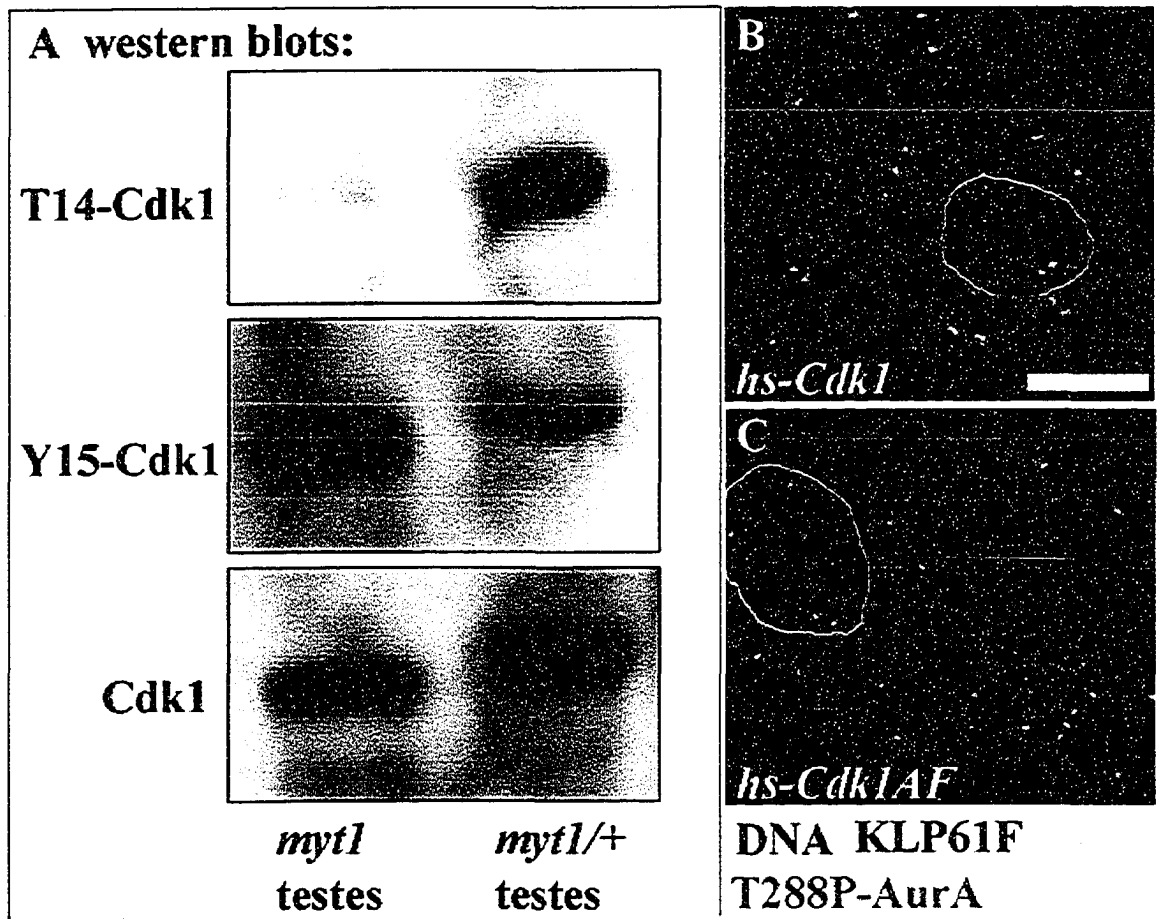 A western blots:
T14-Cdk1
Y15-Cdk1
Cdk1
myt1 testes
myt1/+ testes
B
hs-Cdk1
C
hs-Cdk1AF
DNA KLP61F
T288P-AurA